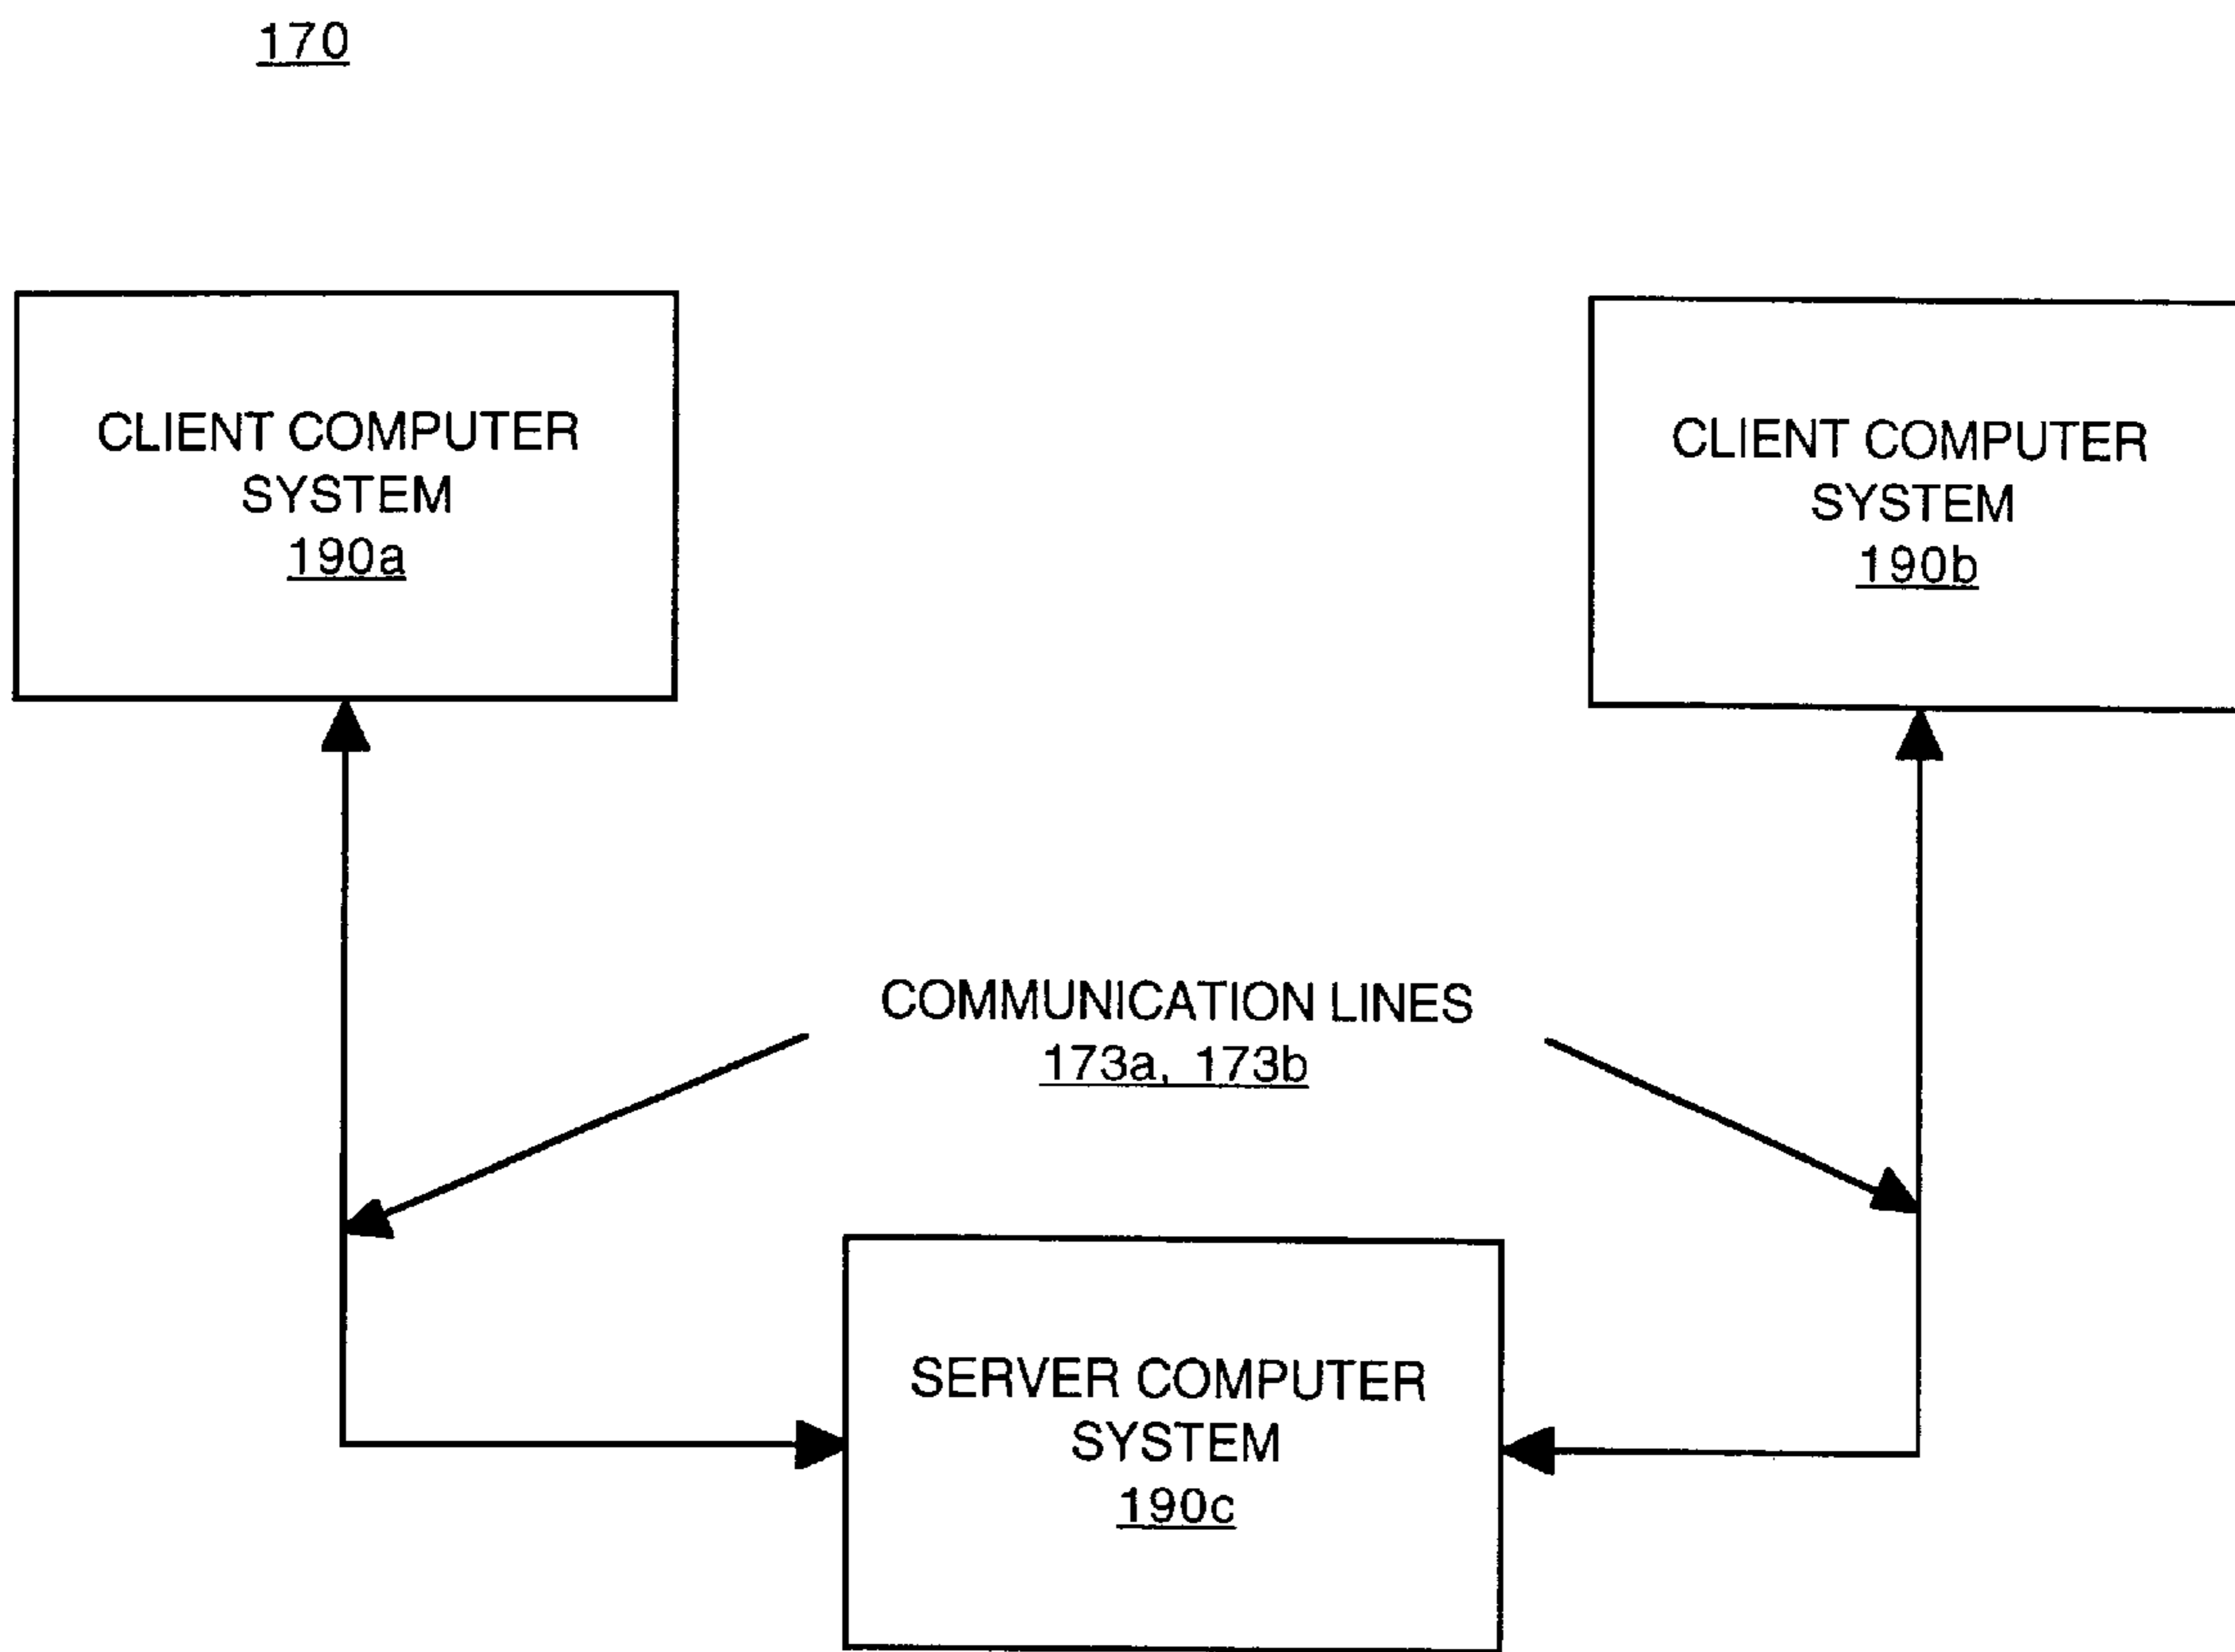 170
CLIENT COMPUTER
SYSTEM
190a
CLIENT COMPUTER
SYSTEM
190b
COMMUNICATION LINES
173a, 173b
SERVER COMPUTER
SYSTEM
190c